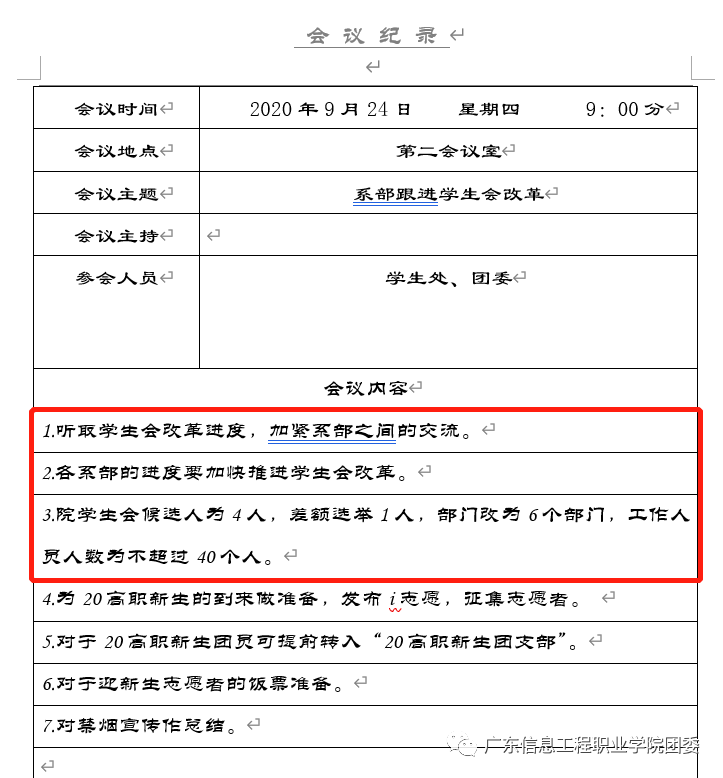 会议纪录
会议时间 2020年9月24日 星期四 9：00分
会议地点 第二会议室
会议主题 系部跟进学生会改革
会议主持
参会人员 学生处、团委
会议内容
1.听取学生会改革进度，加紧系部之间的交流。
2.各系部的进度要加快推进学生会改革。
3.院学生会候选人为4人，差额选举1人，部门改为6个部门，工作人
员人数为不超过40个人。
4.为20高职新生的到来做准备，发布i志愿，征集志愿者。
5.对于20高职新生团员可提前转入“20高职新生团支部”。
6.对于迎新生志愿者的饭票准备。
7.对禁烟宣传作总结。
广东信息工程职业学院团委